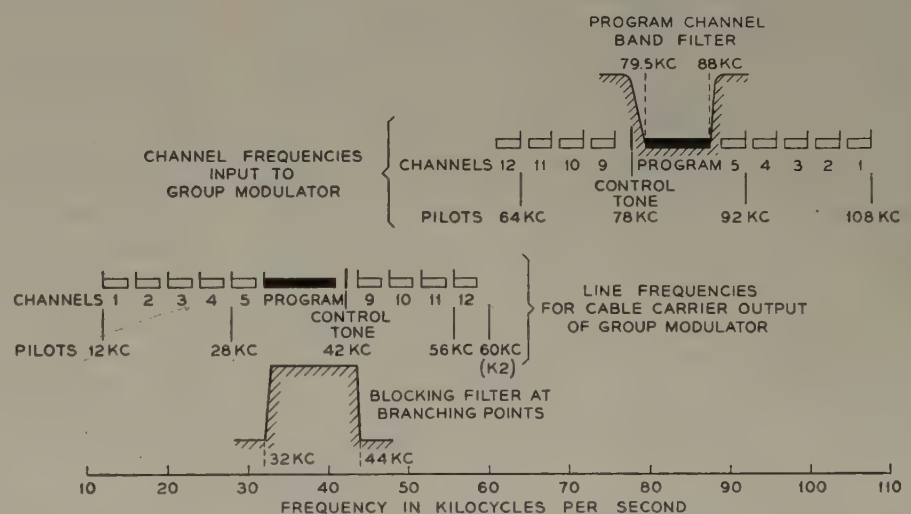 PROGRAM CHANNEL
BAND FILTER
79.5KC 88KC
CHANNEL FREQUENCIES
INPUT TO
GROUP MODULATOR
CHANNELS 12 11 10 9 PROGRAM 5 4 3 2 1
CONTROL
TONE
PILOTS 64KC 78KC 92KC 108KC
CHANNELS 1 2 3 4 5 PROGRAM 9 10 11 12
CONTROL
TONE
PILOTS 12KC 28KC 42KC 56KC 60KC
(K2)
LINE FREQUENCIES
FOR CABLE CARRIER OUTPUT
OF GROUP MODULATOR
BLOCKING FILTER AT
BRANCHING POINTS
32KC 44KC
10 20 30 40 50 60 70 80 90 100 110
FREQUENCY IN KILOCYCLES PER SECOND